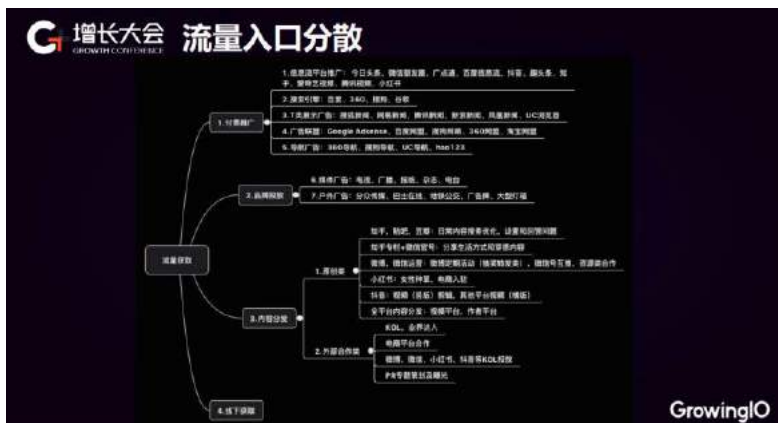 增长大会
GROWTH CONFERENCE
流量入口分散
1.信息流平台推广：今日头条、微信朋友圈、广点通、百度信息流、抖音、趣头条、知
乎、爱奇艺视频、腾讯视频、小红书
2.搜索引擎：百度、360、搜狗、谷歌
1.付费推广
3.T类展示广告：搜狐新闻、网易新闻、腾讯新闻、新浪新闻、凤凰新闻、UC浏览器
4.广告联盟：Google Adsense、百度网盟、搜狗网盟、360网盟、淘宝网盟
5.导航广告：360导航、搜狗导航、UC导航、hao123
2.品牌投放
6.媒体广告：电视、广播、报纸、杂志、电台
7.户外广告：分众传媒、巴士在线、地铁公交、广告牌、大型灯箱
流量获取
知乎、贴吧、豆瓣：日常内容搜索优化，设置和回答问题
知乎专栏+微信官号：分享生活方式和穿搭内容
1.原创类
微博、微信运营：微博定期活动（抽奖触发类）、微信号互推、资源类合作
小红书：女性种草、电商入驻
抖音：视频（竖版）剪辑，其他平台视频（横版）
全平台内容分发：视频平台、作者平台
3.内容分发
KOL、业界达人
2.外部合作类
电商平台合作
微博、微信、小红书、抖音等KOL投放
PR专题策划及曝光
4.线下获取
GrowingIO